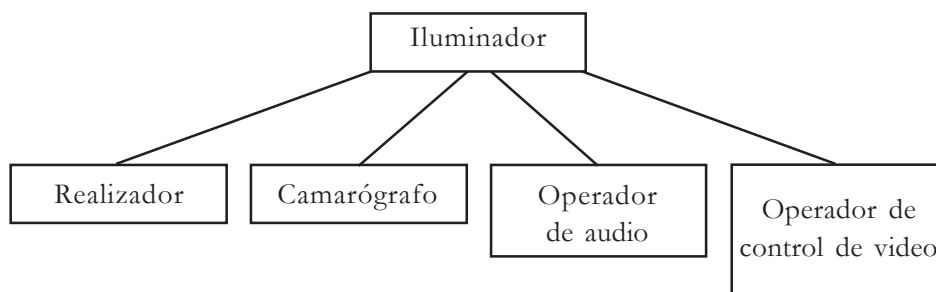 Iluminador
Realizador
Camarógrafo
Operador
de audio
Operador de
control de video